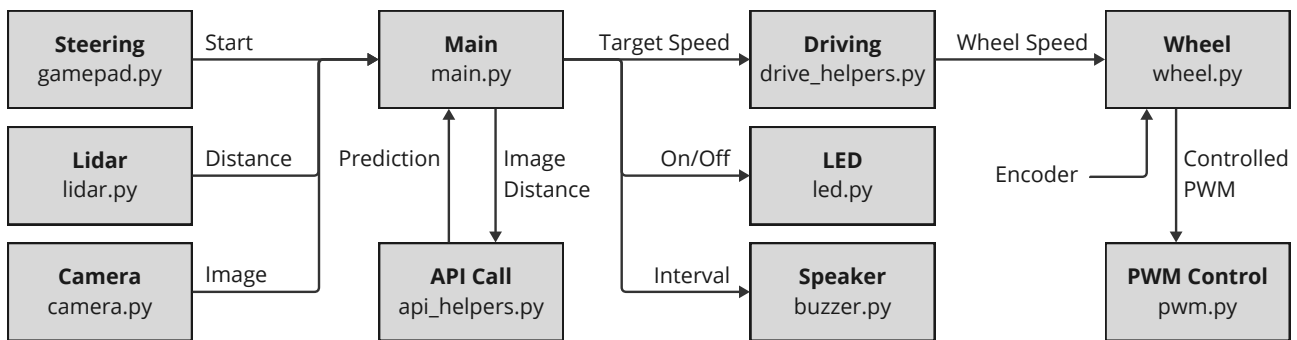 Steering
gamepad.py
Start
Main
main.py
Target Speed
Driving
drive_helpers.py
Wheel Speed
Wheel
wheel.py
Lidar
lidar.py
Distance
Prediction
Image
Distance
On/Off
LED
led.py
Encoder
Controlled
PWM
Camera
camera.py
Image
API Call
api_helpers.py
Interval
Speaker
buzzer.py
PWM Control
pwm.py